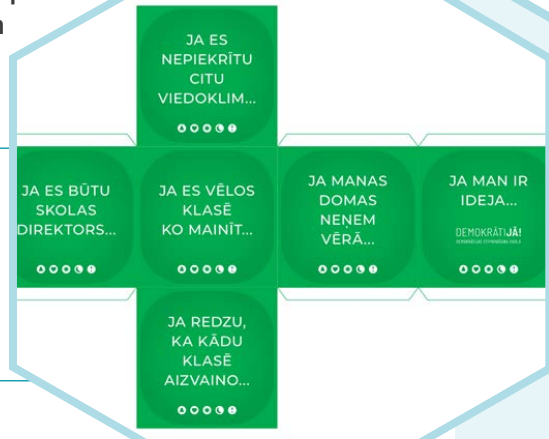 JA ES
NEPIEKRĪTU
CITU
VIEDOKLIM...
JA ES BŪTU
SKOLAS
DIREKTORS...
JA ES VĒLOS
KLASĒ
KO MAINĪT...
JA MANAS
DOMAS
NEŅEM
VĒRĀ...
JA MAN IR
IDEJA...
DEMOKRĀTIJĀ!
JA REDZU,
KA KĀDU
KLASĒ
AIZVAINO...